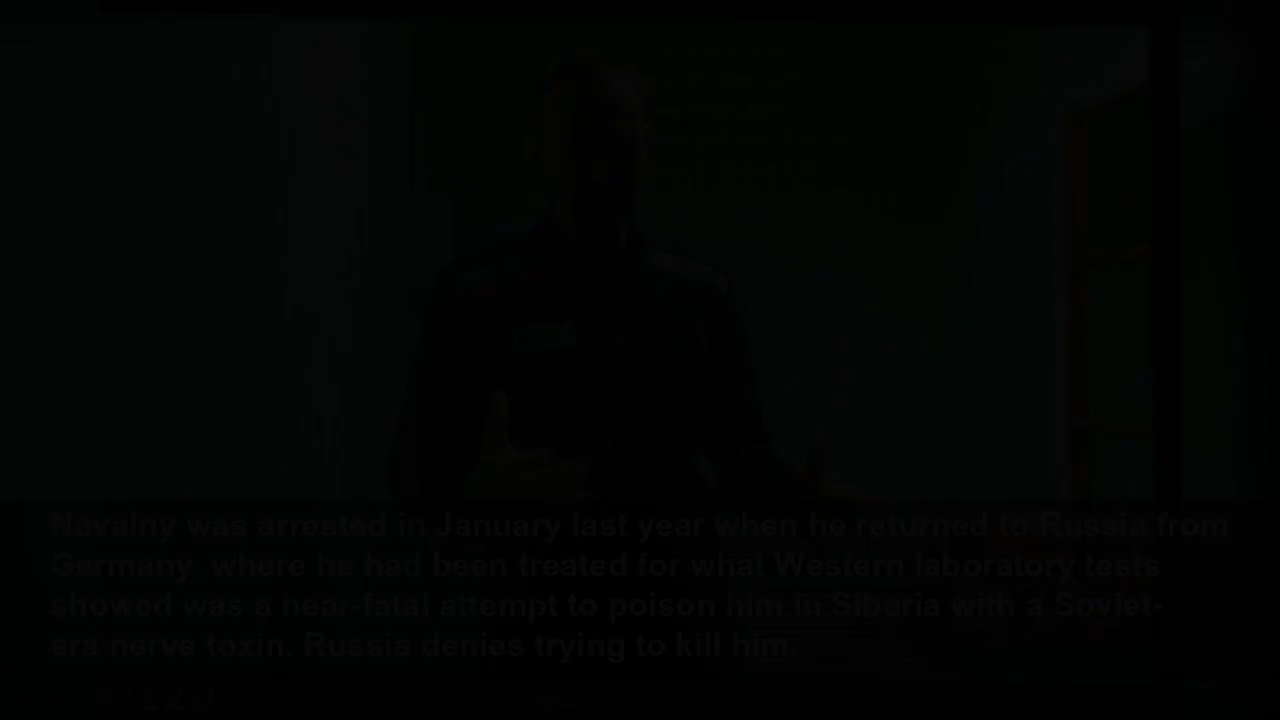 Navalny was arrested in January last year when he returned to Russia from
Germany, where he had been treated for what Western laboratory tests
showed was a near-fatal attempt to poison him in Siberia with a Soviet-
era nerve toxin. Russia denies trying to kill him.